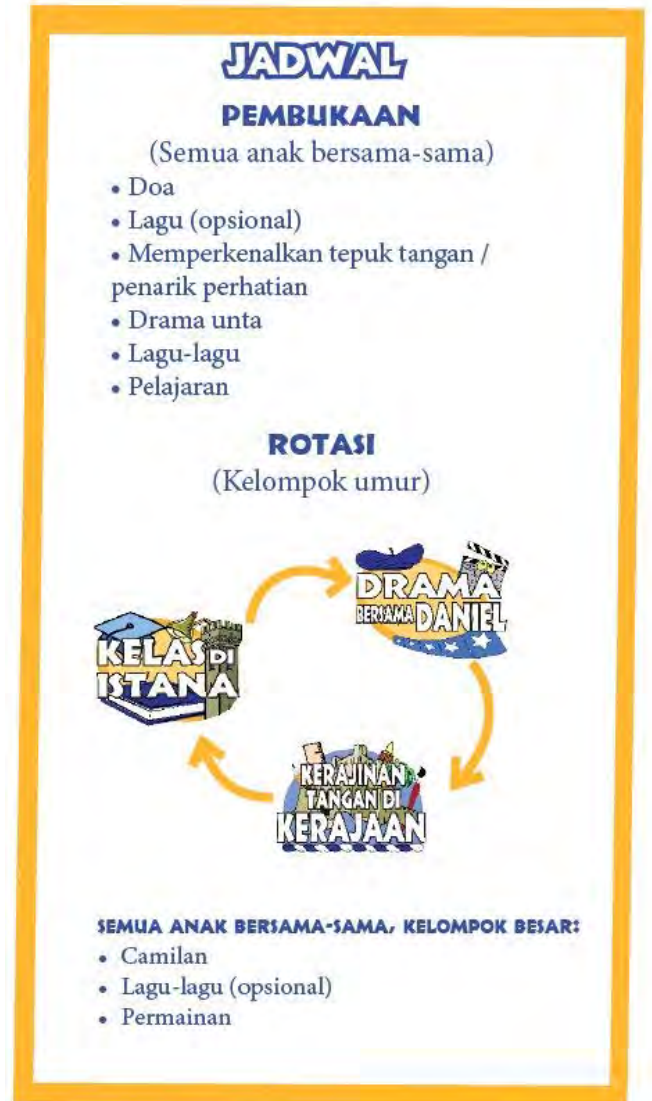 JADWAL
PEMBUKAAN
(Semua anak bersama-sama)
• Doa
• Lagu (opsional)
• Memperkenalkan tepuk tangan /
penarik perhatian
• Drama unta
• Lagu-lagu
• Pelajaran
ROTASI
(Kelompok umur)
DRAMA
BERSAMA DANIEL
KELAS DI
ISTANA
KERAJINAN
TANGAN DI
KERAJAAN
SEMUA ANAK BERSAMA-SAMA, KELOMPOK BESAR:
• Camilan
• Lagu-lagu (opsional)
• Permainan